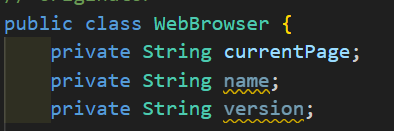 public class WebBrowser {
    private String currentPage;
    private String name;
    private String version;